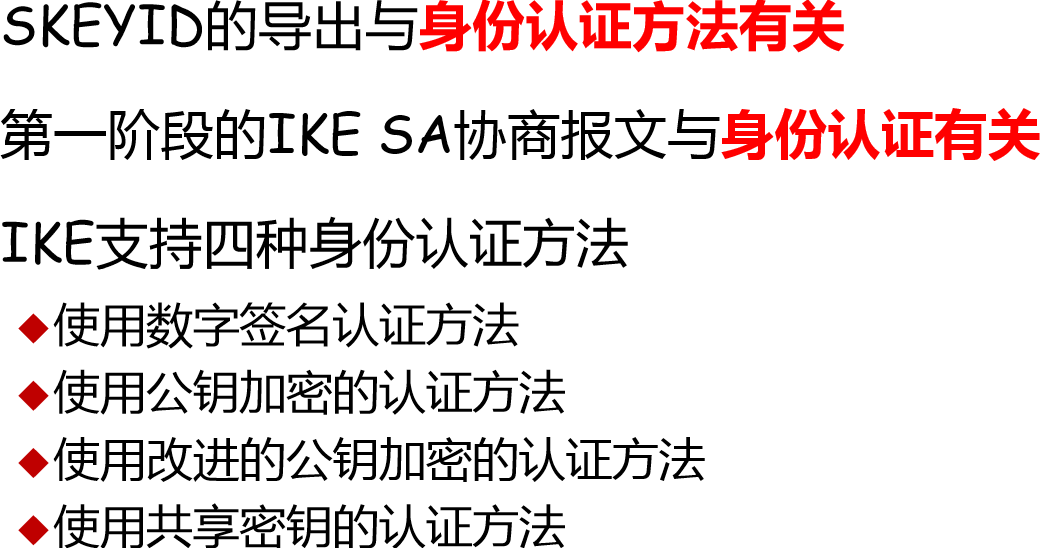 SKEYID的导出与身份认证方法有关
第一阶段的IKE SA协商报文与身份认证有关
IKE支持四种身份认证方法
◆使用数字签名认证方法
◆使用公钥加密的认证方法
◆使用改进的公钥加密的认证方法
◆使用共享密钥的认证方法